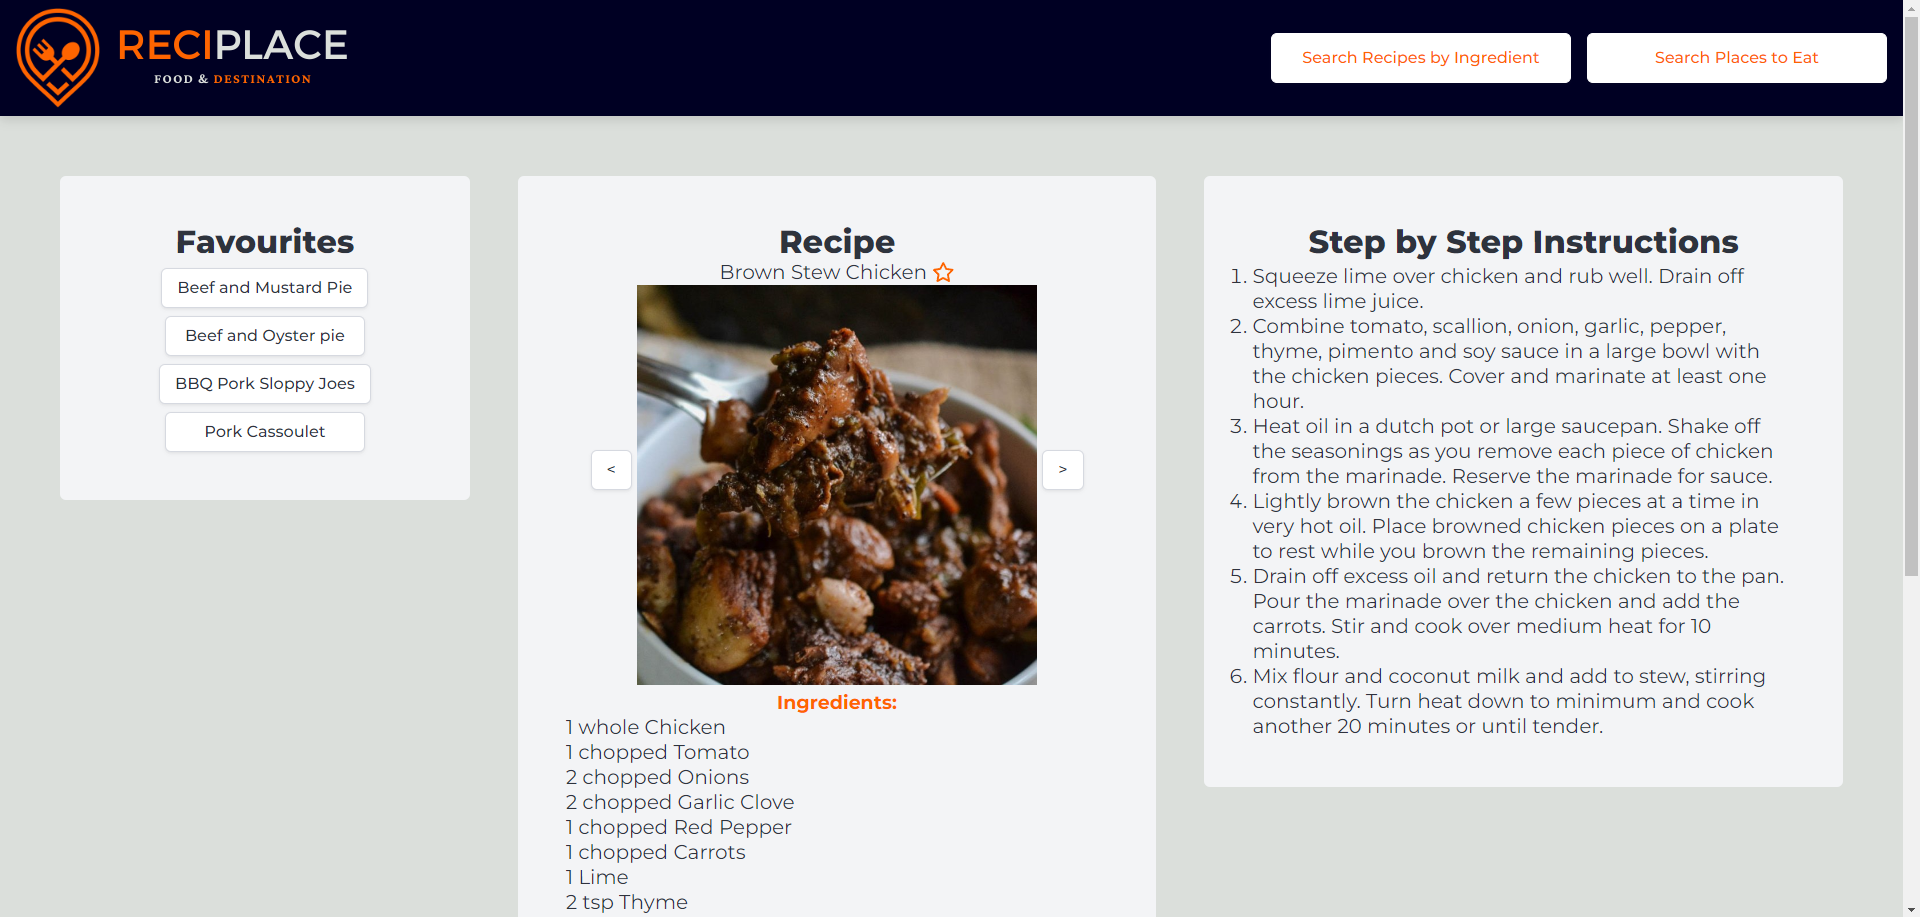 RECIPLACE
FOOD & DESTINATION
Search Recipes by Ingredient
Search Places to Eat
Favourites
Beef and Mustard Pie
Beef and Oyster pie
BBQ Pork Sloppy Joes
Pork Cassoulet
Recipe
Brown Stew Chicken
<
>
Ingredients:
1 whole Chicken
1 chopped Tomato
2 chopped Onions
2 chopped Garlic Clove
1 chopped Red Pepper
1 chopped Carrots
1 Lime
2 tsp Thyme
Step by Step Instructions
1. Squeeze lime over chicken and rub well. Drain off
excess lime juice.
2. Combine tomato, scallion, onion, garlic, pepper,
thyme, pimento and soy sauce in a large bowl with
the chicken pieces. Cover and marinate at least one
hour.
3. Heat oil in a dutch pot or large saucepan. Shake off
the seasonings as you remove each piece of chicken
from the marinade. Reserve the marinade for sauce.
4. Lightly brown the chicken a few pieces at a time in
very hot oil. Place browned chicken pieces on a plate
to rest while you brown the remaining pieces.
5. Drain off excess oil and return the chicken to the pan.
Pour the marinade over the chicken and add the
carrots. Stir and cook over medium heat for 10
minutes.
6. Mix flour and coconut milk and add to stew, stirring
constantly. Turn heat down to minimum and cook
another 20 minutes or until tender.